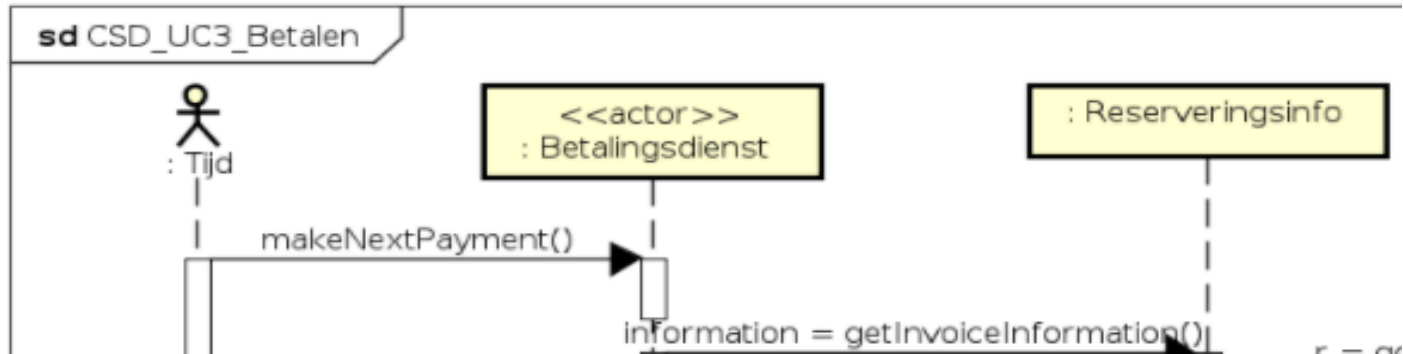 sd CSD_UC3_Betalen
: Tijd
<<actor>>
: Betalingsdienst
: Reserveringsinfo
makeNextPayment()
information = getInvoiceInformation()
r =